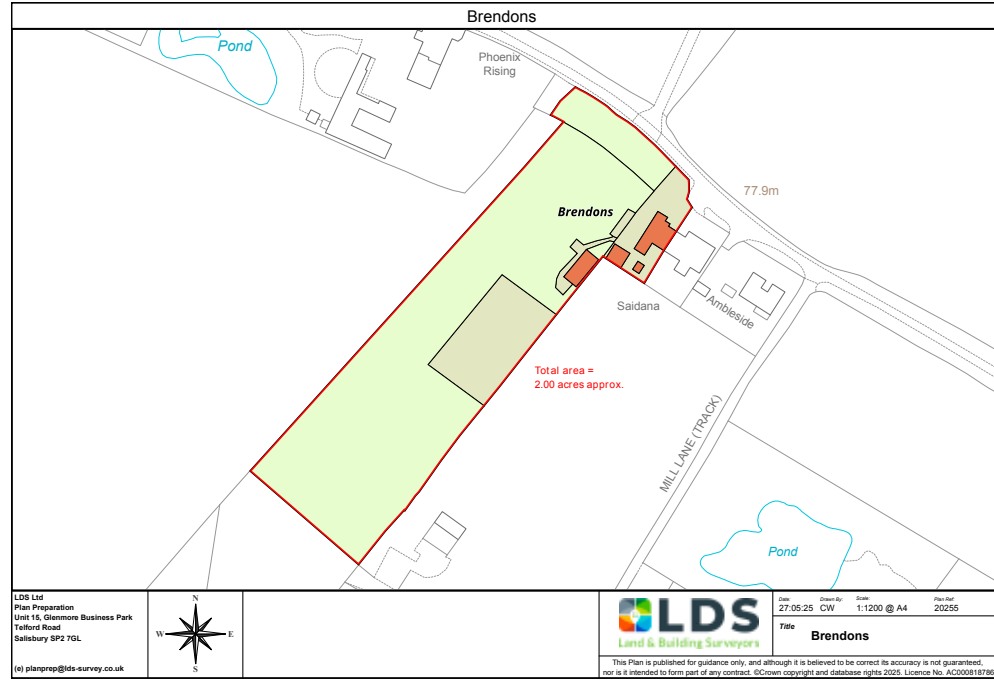 Brendons
Pond
Phoenix
Rising
77.9m
Brendons
Saidana
Ambleside
Total area =
2.00 acres approx.
MILL LANE (TRACK)
Pond
LDS Ltd
Plan Preparation
Unit 15, Glenmore Business Park
Telford Road
Salisbury SP2 7GL
(e) planprep@lds-survey.co.uk
N
W
E
S
LDS
Land & Building Surveyors
Date: Drawn By: Scale: Plan Ref:
27:05:25 CW 1:1200 @ A4 20255
Title
Brendons
This Plan is published for guidance only, and although it is believed to be correct its accuracy is not guaranteed,
nor is it intended to form part of any contract. ©Crown copyright and database rights 2025. Licence No. AC000818786